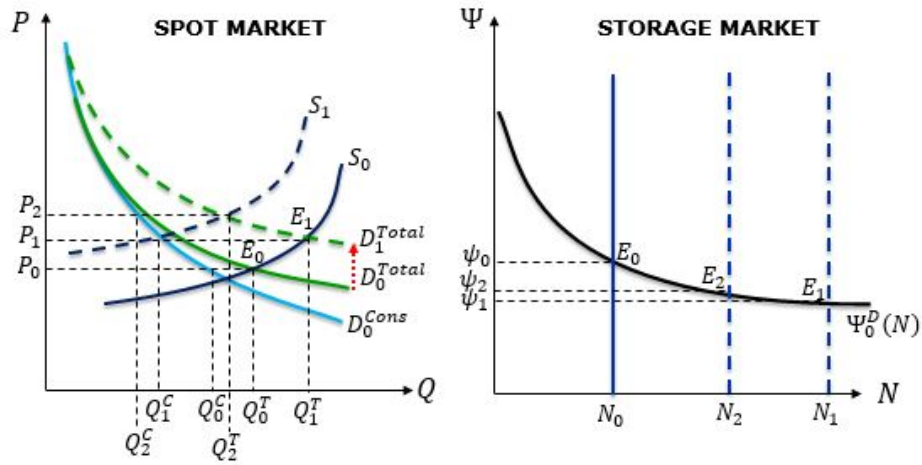 P
SPOT MARKET
S₁
S₀
P₂
P₁
P₀
E₁
E₀
D₁ᵀᵒᵗᵃˡ
D₀ᵀᵒᵗᵃˡ
D₀ᶜᵒⁿˢ
Q
Q₁ᶜ Q₀ᶜ Q₀ᵀ Q₁ᵀ
Q₂ᶜ Q₂ᵀ
Ψ
STORAGE MARKET
ψ₀
ψ₂
ψ₁
E₀
E₂
E₁
Ψ₀ᴰ(N)
N₀ N₂ N₁ N